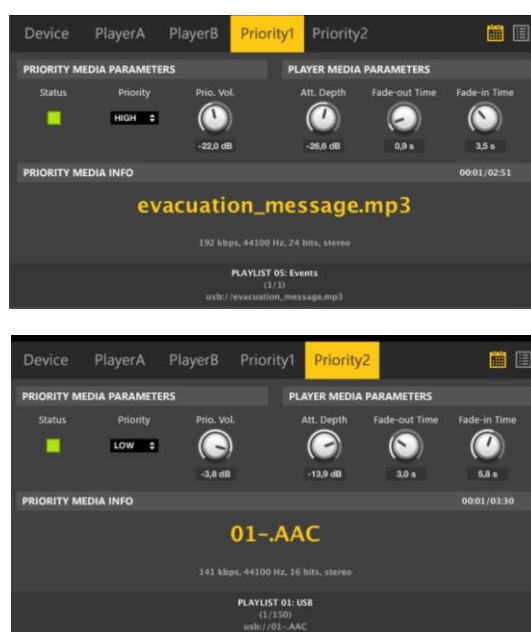 Device PlayerA PlayerB Priority1 Priority2
PRIORITY MEDIA PARAMETERS PLAYER MEDIA PARAMETERS
Status Priority Prio. Vol. Att. Depth Fade-out Time Fade-in Time
HIGH
-22,0 dB -26,6 dB 0,9 s 3,5 s
PRIORITY MEDIA INFO 00:01/02:51
evacuation_message.mp3
192 kbps, 44100 Hz, 24 bits, stereo
PLAYLIST 05: Events
(1/1)
usb://evacuation_message.mp3
Device PlayerA PlayerB Priority1 Priority2
PRIORITY MEDIA PARAMETERS PLAYER MEDIA PARAMETERS
Status Priority Prio. Vol. Att. Depth Fade-out Time Fade-in Time
LOW
-3,8 dB -13,9 dB 3,0 s 5,8 s
PRIORITY MEDIA INFO 00:01/03:30
01-.AAC
141 kbps, 44100 Hz, 16 bits, stereo
PLAYLIST 01: USB
(1/150)
usb://01-.AAC